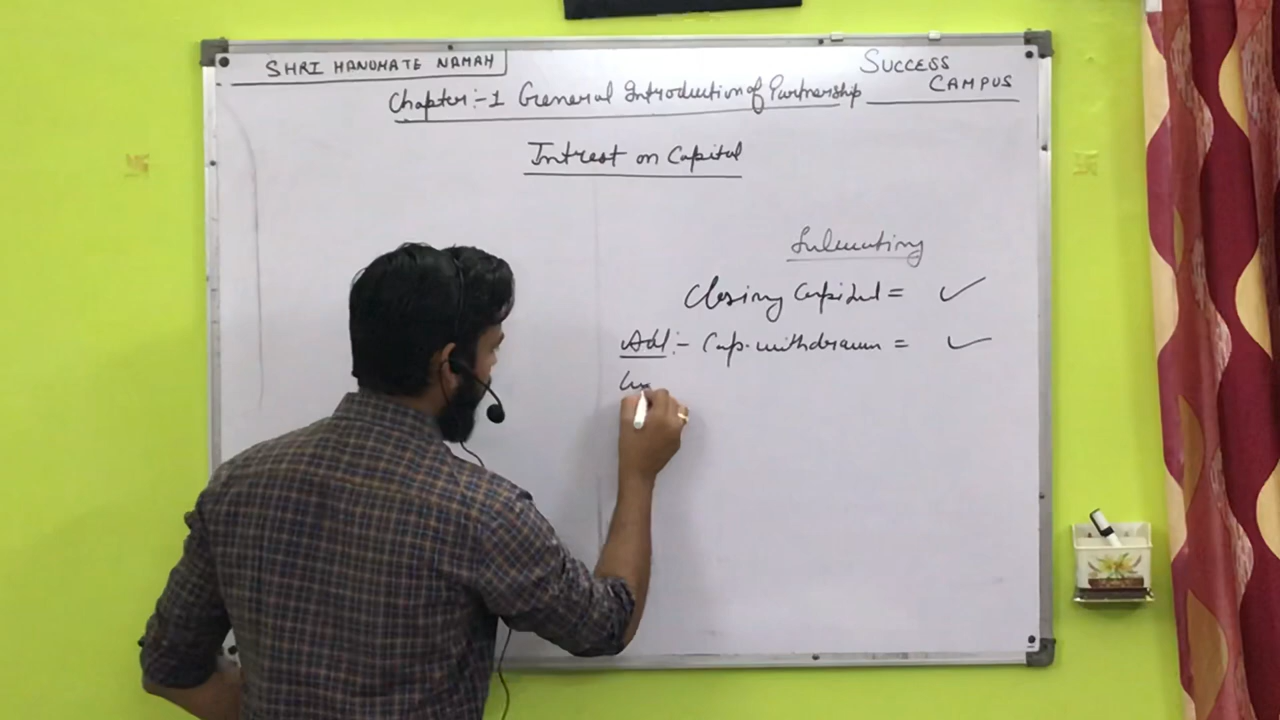 SHRI HANUMATE NAMAH
SUCCESS CAMPUS
Chapter:-1 General Introduction of Partnership
Intrest on Capital
Closing Capital = ✓
Add:- Cap. withdrawn = ✓